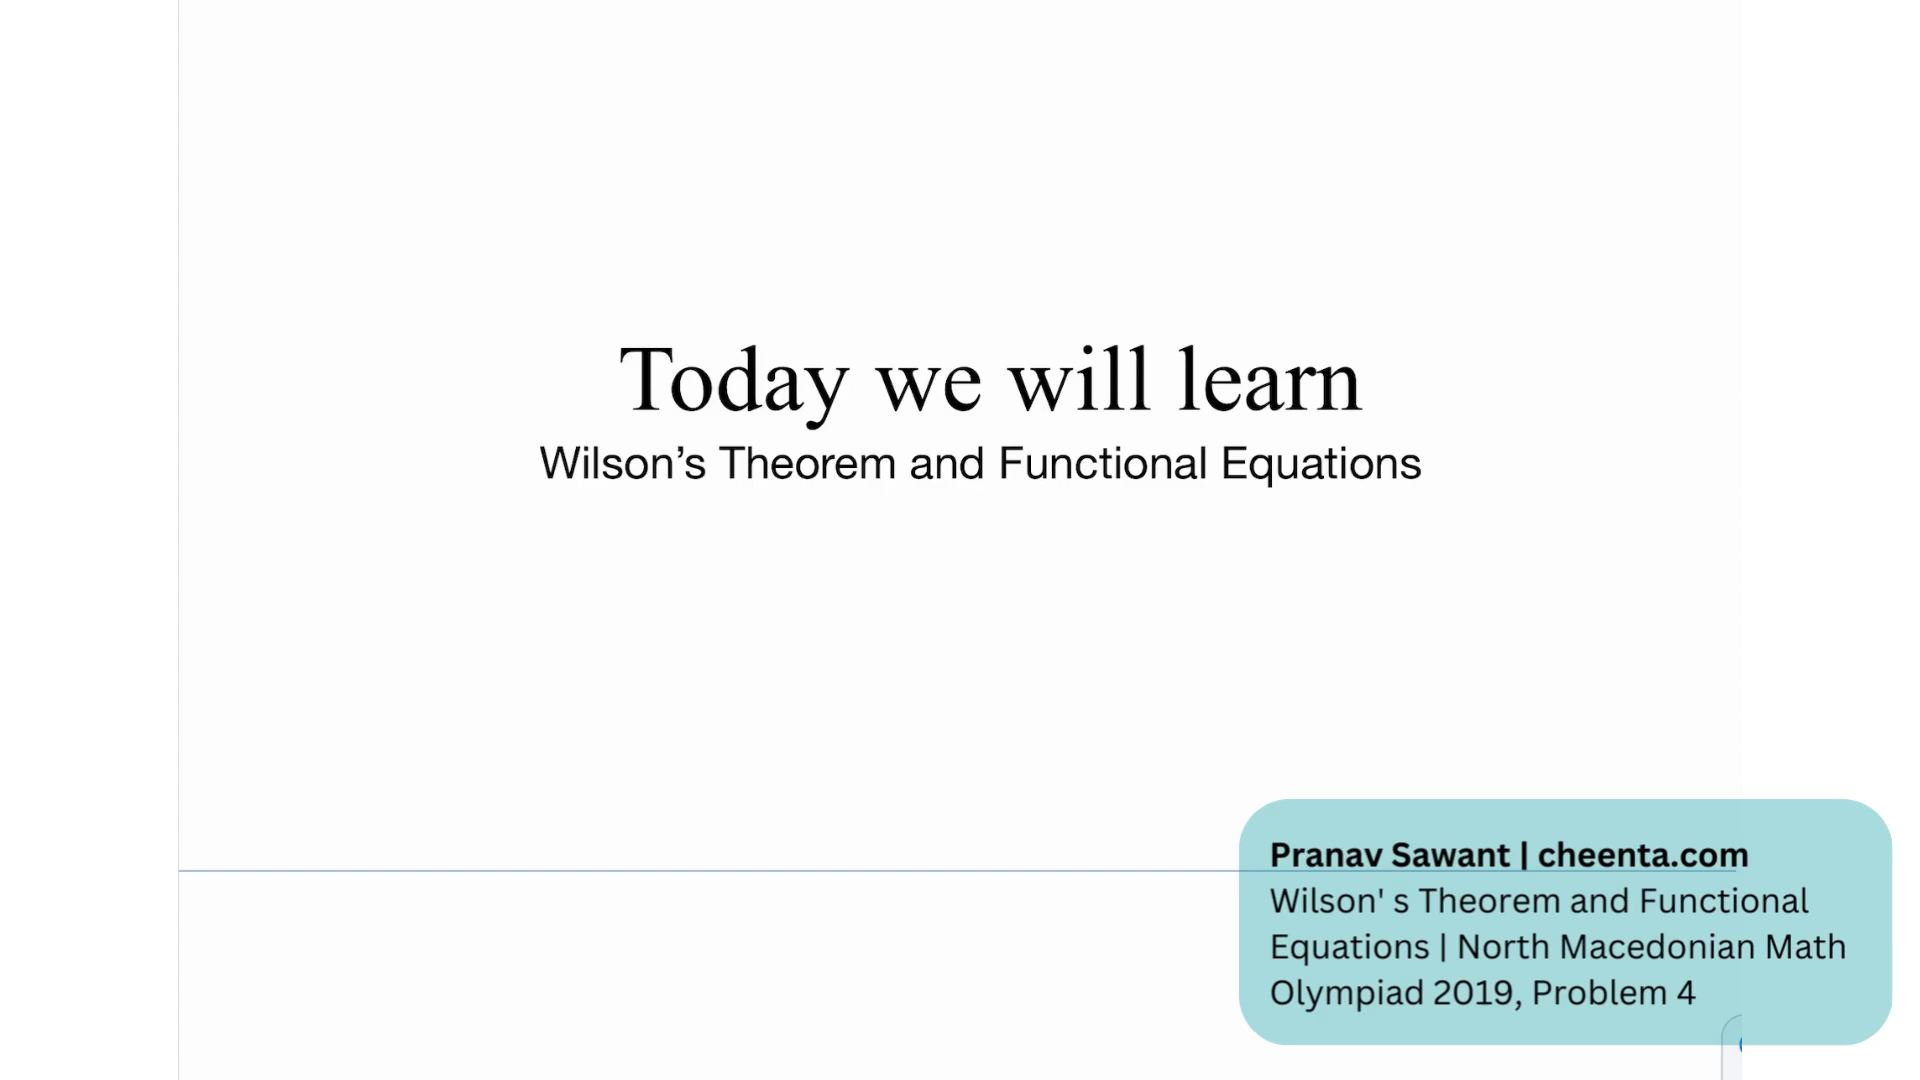 Today we will learn
Wilson’s Theorem and Functional Equations
Pranav Sawant | cheenta.com
Wilson' s Theorem and Functional
Equations | North Macedonian Math
Olympiad 2019, Problem 4